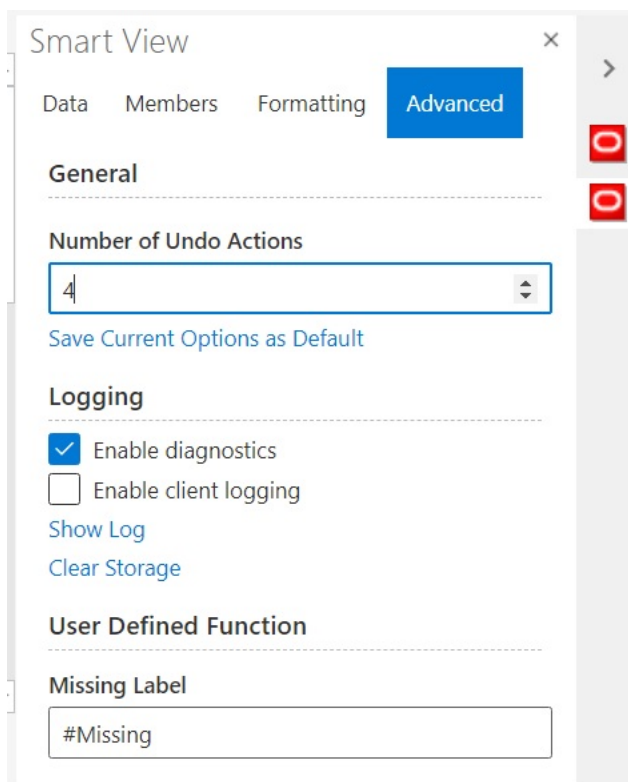 Smart View
Data Members Formatting Advanced
General
Number of Undo Actions
4
Save Current Options as Default
Logging
Enable diagnostics
Enable client logging
Show Log
Clear Storage
User Defined Function
Missing Label
#Missing